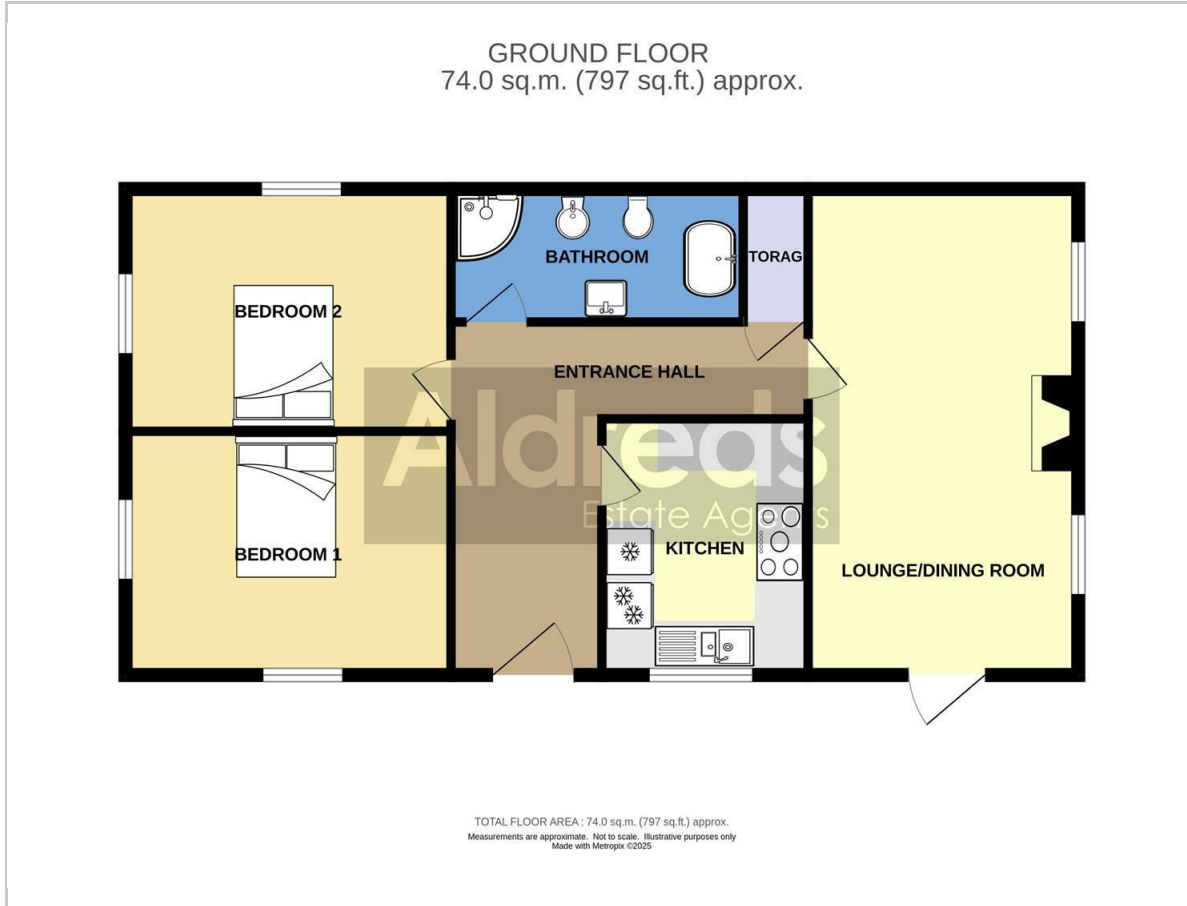 GROUND FLOOR
74.0 sq.m. (797 sq.ft.) approx.
BATHROOM
TORAG
BEDROOM 2
ENTRANCE HALL
Aldreds
Estate Agents
BEDROOM 1
KITCHEN
LOUNGE/DINING ROOM
TOTAL FLOOR AREA : 74.0 sq.m. (797 sq.ft.) approx.
Measurements are approximate. Not to scale. Illustrative purposes only
Made with Metropix ©2025